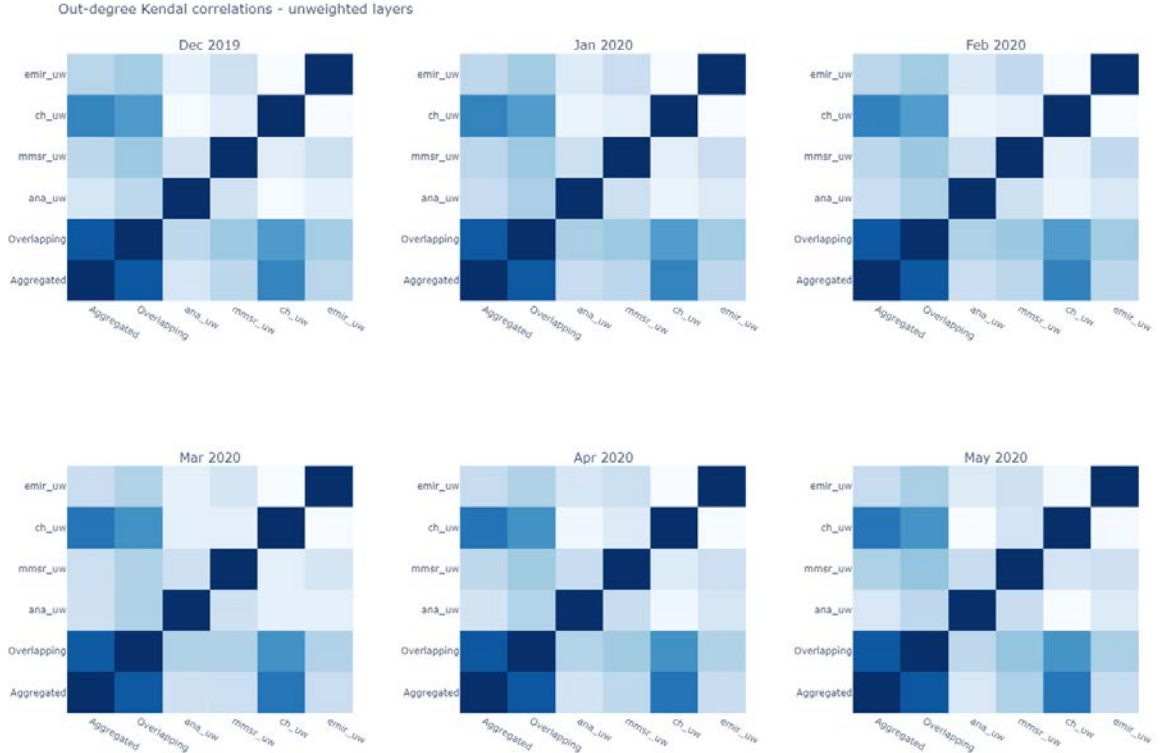 Out-degree Kendal correlations - unweighted layers
Dec 2019
emir_uw
ch_uw
mmsr_uw
ana_uw
Overlapping
Aggregated
Aggregated
Overlapping
ana_uw
mmsr_uw
ch_uw
emir_uw
Jan 2020
emir_uw
ch_uw
mmsr_uw
ana_uw
Overlapping
Aggregated
Aggregated
Overlapping
ana_uw
mmsr_uw
ch_uw
emir_uw
Feb 2020
emir_uw
ch_uw
mmsr_uw
ana_uw
Overlapping
Aggregated
Aggregated
Overlapping
ana_uw
mmsr_uw
ch_uw
emir_uw
Mar 2020
emir_uw
ch_uw
mmsr_uw
ana_uw
Overlapping
Aggregated
Aggregated
Overlapping
ana_uw
mmsr_uw
ch_uw
emir_uw
Apr 2020
emir_uw
ch_uw
mmsr_uw
ana_uw
Overlapping
Aggregated
Aggregated
Overlapping
ana_uw
mmsr_uw
ch_uw
emir_uw
May 2020
emir_uw
ch_uw
mmsr_uw
ana_uw
Overlapping
Aggregated
Aggregated
Overlapping
ana_uw
mmsr_uw
ch_uw
emir_uw